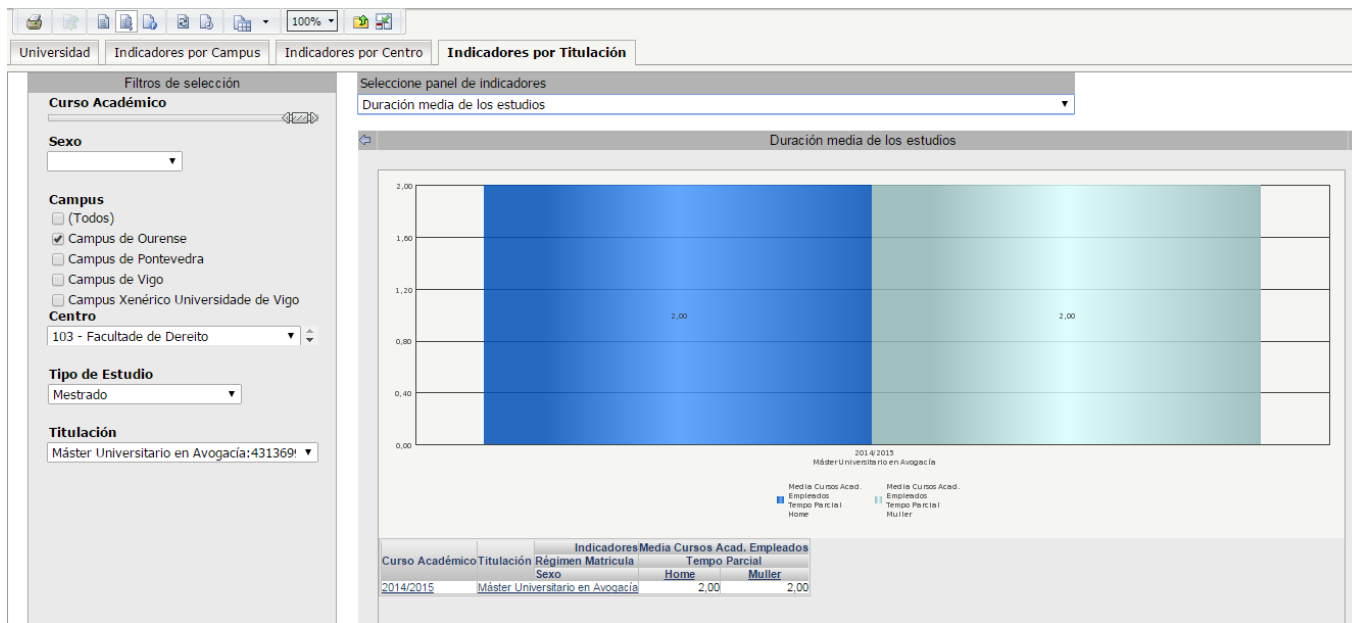 100%
Universidad
Indicadores por Campus
Indicadores por Centro
Indicadores por Titulación
Filtros de selección
Curso Académico
Sexo
Campus
(Todos)
Campus de Ourense
Campus de Pontevedra
Campus de Vigo
Campus Xenérico Universidade de Vigo
Centro
103 - Facultade de Dereito
Tipo de Estudio
Mestrado
Titulación
Máster Universitario en Avogacía:431369
Seleccione panel de indicadores
Duración media de los estudios
Duración media de los estudios
2,00
1,60
1,20
0,80
0,40
0,00
2,00
2,00
2014/2015
Máster Universitario en Avogacía
Media Cursos Acad.
Empleados
Tempo Parcial
Home
Media Cursos Acad.
Empleados
Tempo Parcial
Muller
Indicadores Media Cursos Acad. Empleados
Curso Académico Titulación Régimen Matricula Tempo Parcial
Sexo Home Muller
2014/2015 Máster Universitario en Avogacía 2,00 2,00